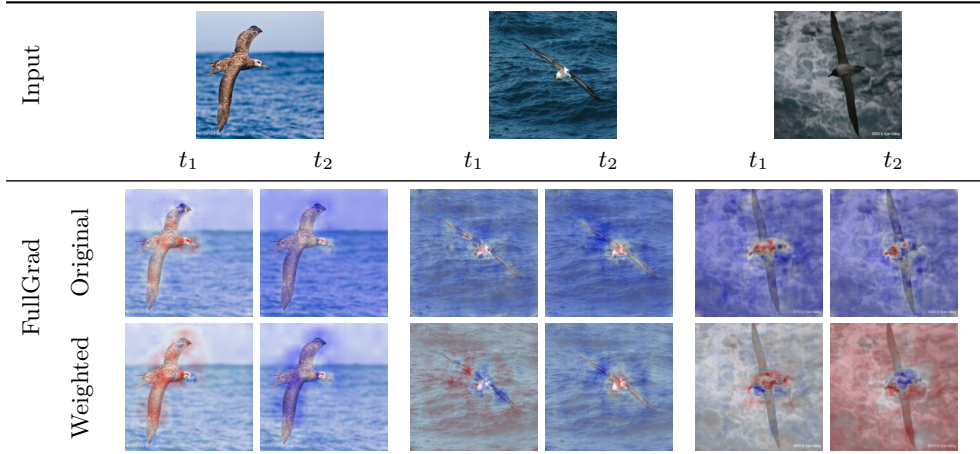 Input
t₁ t₂ t₁ t₂ t₁ t₂
FullGrad
Original
Weighted